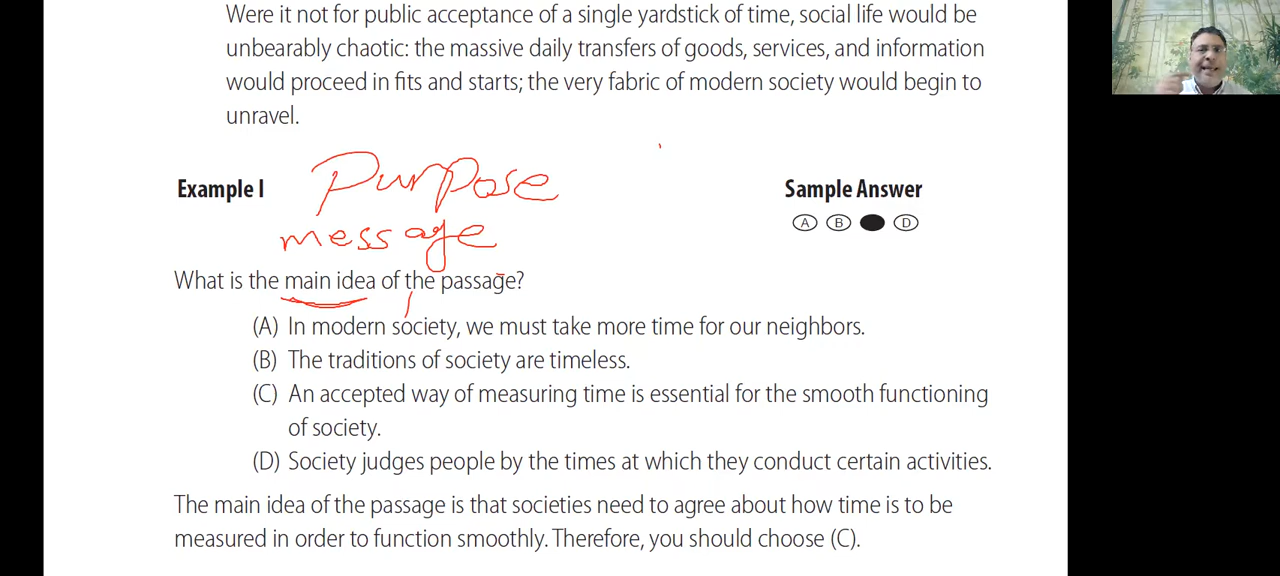 Were it not for public acceptance of a single yardstick of time, social life would be
unbearably chaotic: the massive daily transfers of goods, services, and information
would proceed in fits and starts; the very fabric of modern society would begin to
unravel.
Example I
Purpose
Sample Answer
A B D
message
What is the main idea of the passage?
(A) In modern society, we must take more time for our neighbors.
(B) The traditions of society are timeless.
(C) An accepted way of measuring time is essential for the smooth functioning
of society.
(D) Society judges people by the times at which they conduct certain activities.
The main idea of the passage is that societies need to agree about how time is to be
measured in order to function smoothly. Therefore, you should choose (C).